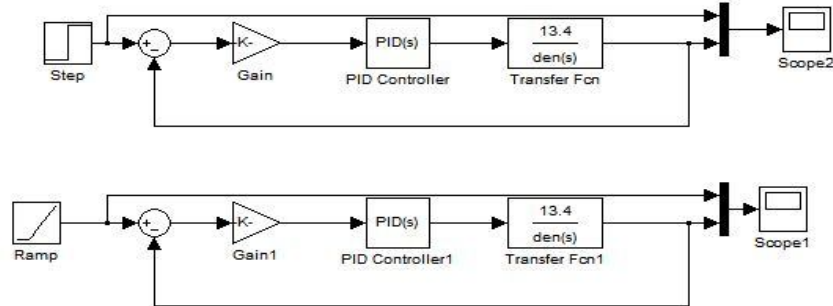 Step
+
−
K-
Gain
PID(s)
PID Controller
13.4
den(s)
Transfer Fcn
Scope2
Ramp
+
−
K-
Gain1
PID(s)
PID Controller1
13.4
den(s)
Transfer Fcn1
Scope1